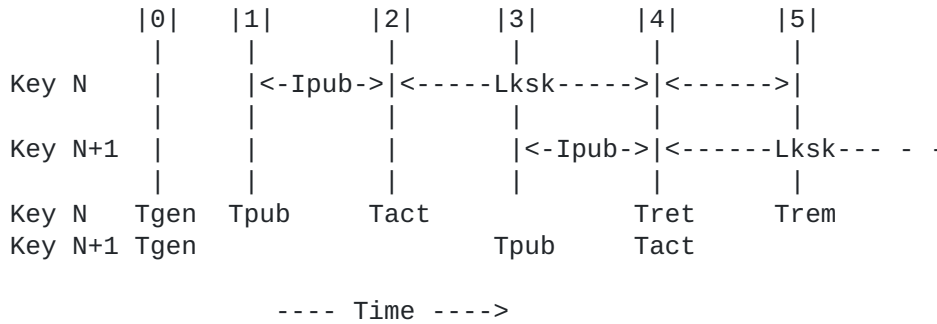 |0|   |1|      |2|     |3|      |4|      |5|
         |     |        |       |        |        |
Key N    |     |<-Ipub->|<-----Lksk----->|<------>|
         |     |        |       |        |        |
Key N+1  |     |        |       |<-Ipub->|<------Lksk--- - -
         |     |        |       |        |        |
Key N   Tgen  Tpub     Tact             Tret     Trem
Key N+1 Tgen                   Tpub     Tact
---- Time ---->